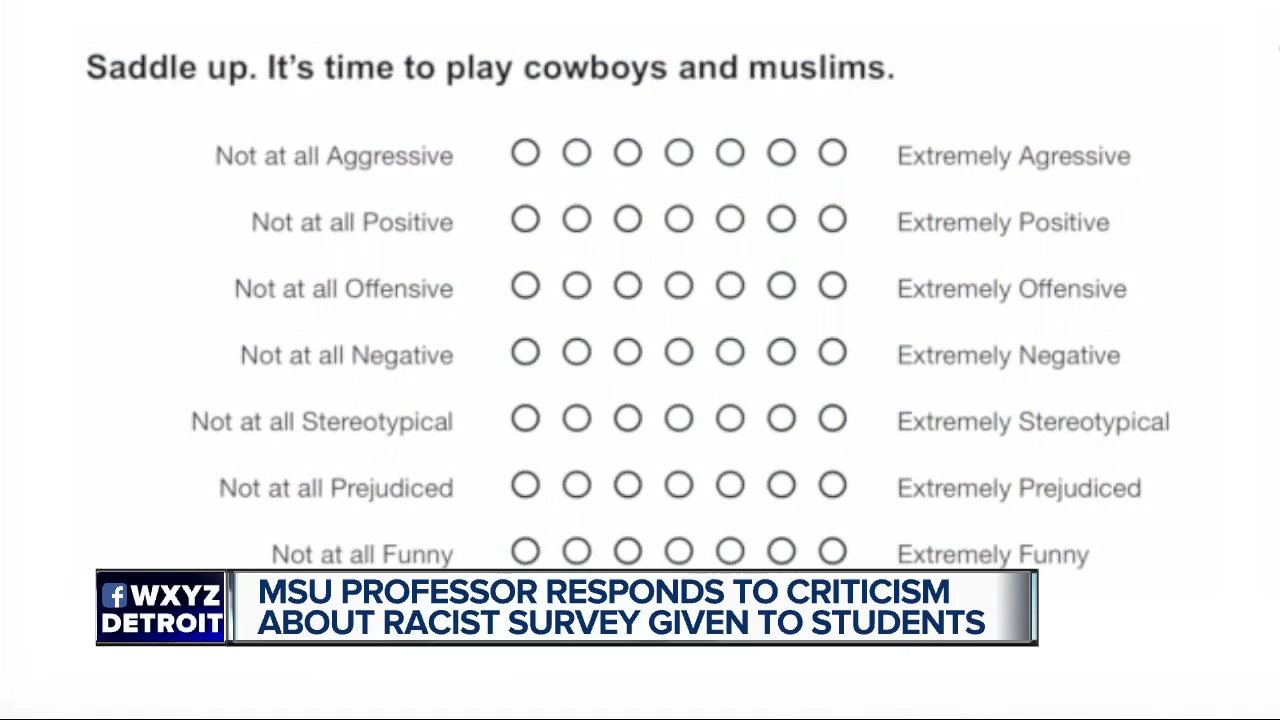 Saddle up. It's time to play cowboys and muslims.
Not at all Aggressive Extremely Agressive
Not at all Positive Extremely Positive
Not at all Offensive Extremely Offensive
Not at all Negative Extremely Negative
Not at all Stereotypical Extremely Stereotypical
Not at all Prejudiced Extremely Prejudiced
Not at all Funny Extremely Funny
f WXYZ
DETROIT
MSU PROFESSOR RESPONDS TO CRITICISM
ABOUT RACIST SURVEY GIVEN TO STUDENTS